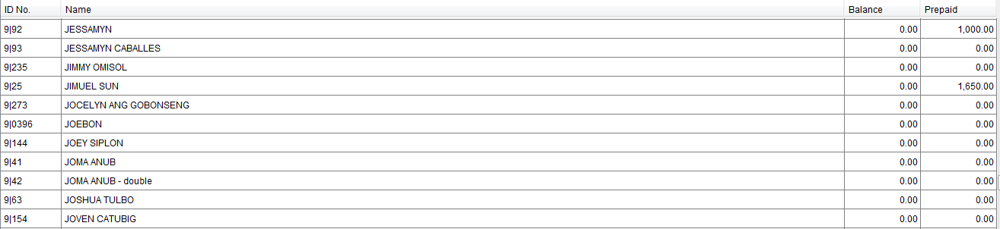 ID No. Name Balance Prepaid
9|92 JESSAMYN 0.00 1,000.00
9|93 JESSAMYN CABALLES 0.00 0.00
9|235 JIMMY OMISOL 0.00 0.00
9|25 JIMUEL SUN 0.00 1,650.00
9|273 JOCELYN ANG GOBONSENG 0.00 0.00
9|0396 JOEBON 0.00 0.00
9|144 JOEY SIPLON 0.00 0.00
9|41 JOMA ANUB 0.00 0.00
9|42 JOMA ANUB - double 0.00 0.00
9|63 JOSHUA TULBO 0.00 0.00
9|154 JOVEN CATUBIG 0.00 0.00